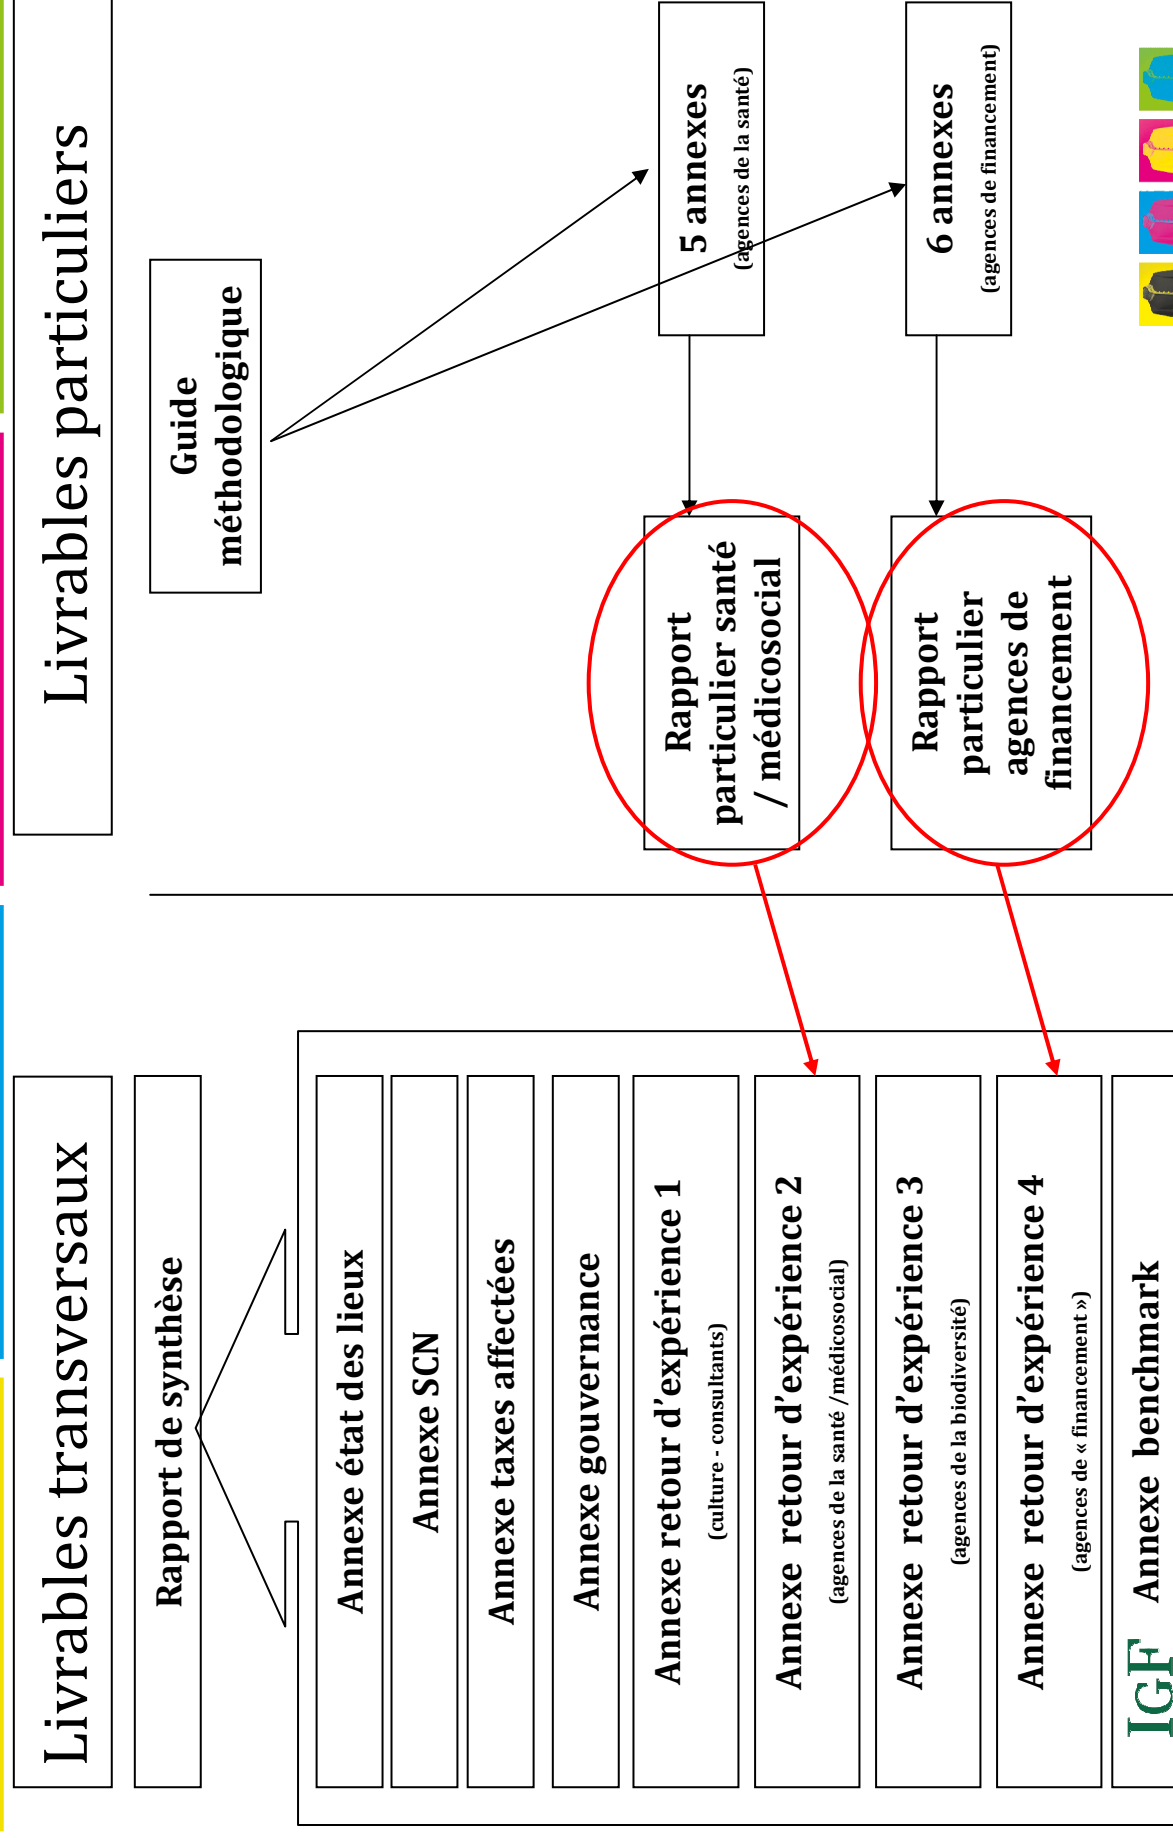 Livrables transversaux
Rapport de synthèse
Annexe état des lieux
Annexe SCN
Annexe taxes affectées
Annexe gouvernance
Annexe retour d’expérience 1
(culture - consultants)
Annexe retour d’expérience 2
(agences de la santé /médicosocial)
Annexe retour d’expérience 3
(agences de la biodiversité)
Annexe retour d’expérience 4
(agences de « financement »)
Annexe benchmark
IGF
Livrables particuliers
Guide
méthodologique
Rapport
particulier santé
/ médicosocial
5 annexes
(agences de la santé)
Rapport
particulier
agences de
financement
6 annexes
(agences de financement)